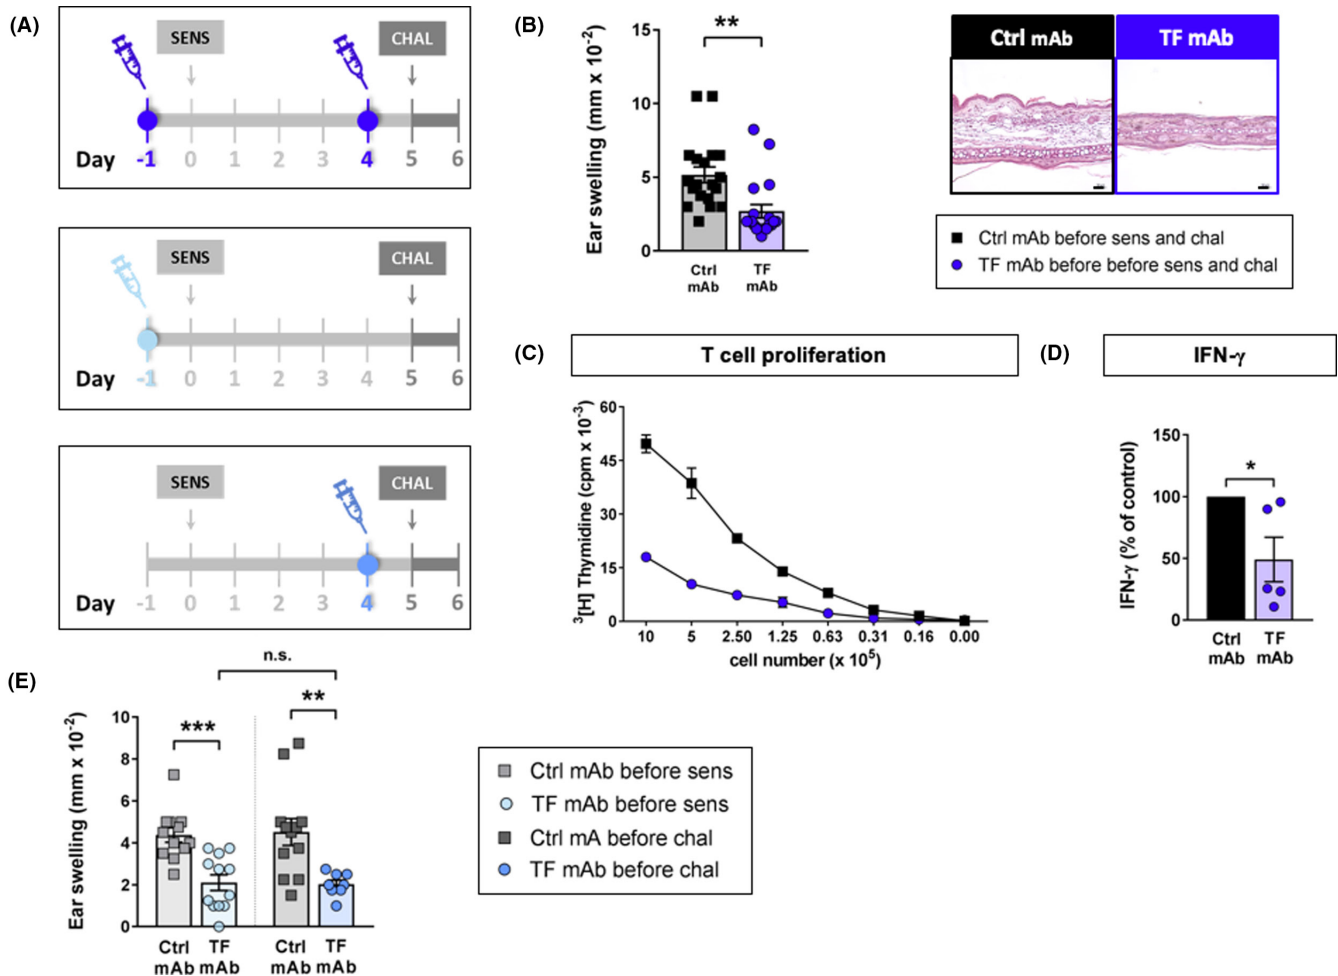 (A)
SENS
CHAL
Day -1 0 1 2 3 4 5 6
SENS
CHAL
Day -1 0 1 2 3 4 5 6
SENS
CHAL
Day -1 0 1 2 3 4 5 6
(B)
Ear swelling (mm x 10-2)
15
10
5
0
**
Ctrl
mAb
TF
mAb
Ctrl mAb
TF mAb
Ctrl mAb before sens and chal
TF mAb before before sens and chal
(C)
T cell proliferation
3[H] Thymidine (cpm x 10-3)
60
45
30
15
0
10 5 2.50 1.25 0.63 0.31 0.16 0.00
cell number (x 105)
(D)
IFN-γ
IFN-γ (% of control)
150
100
50
0
*
Ctrl
mAb
TF
mAb
(E)
Ear swelling (mm x 10-2)
10
8
6
4
2
0
n.s.
***
**
Ctrl
mAb
TF
mAb
Ctrl
mAb
TF
mAb
Ctrl mAb before sens
TF mAb before sens
Ctrl mA before chal
TF mAb before chal